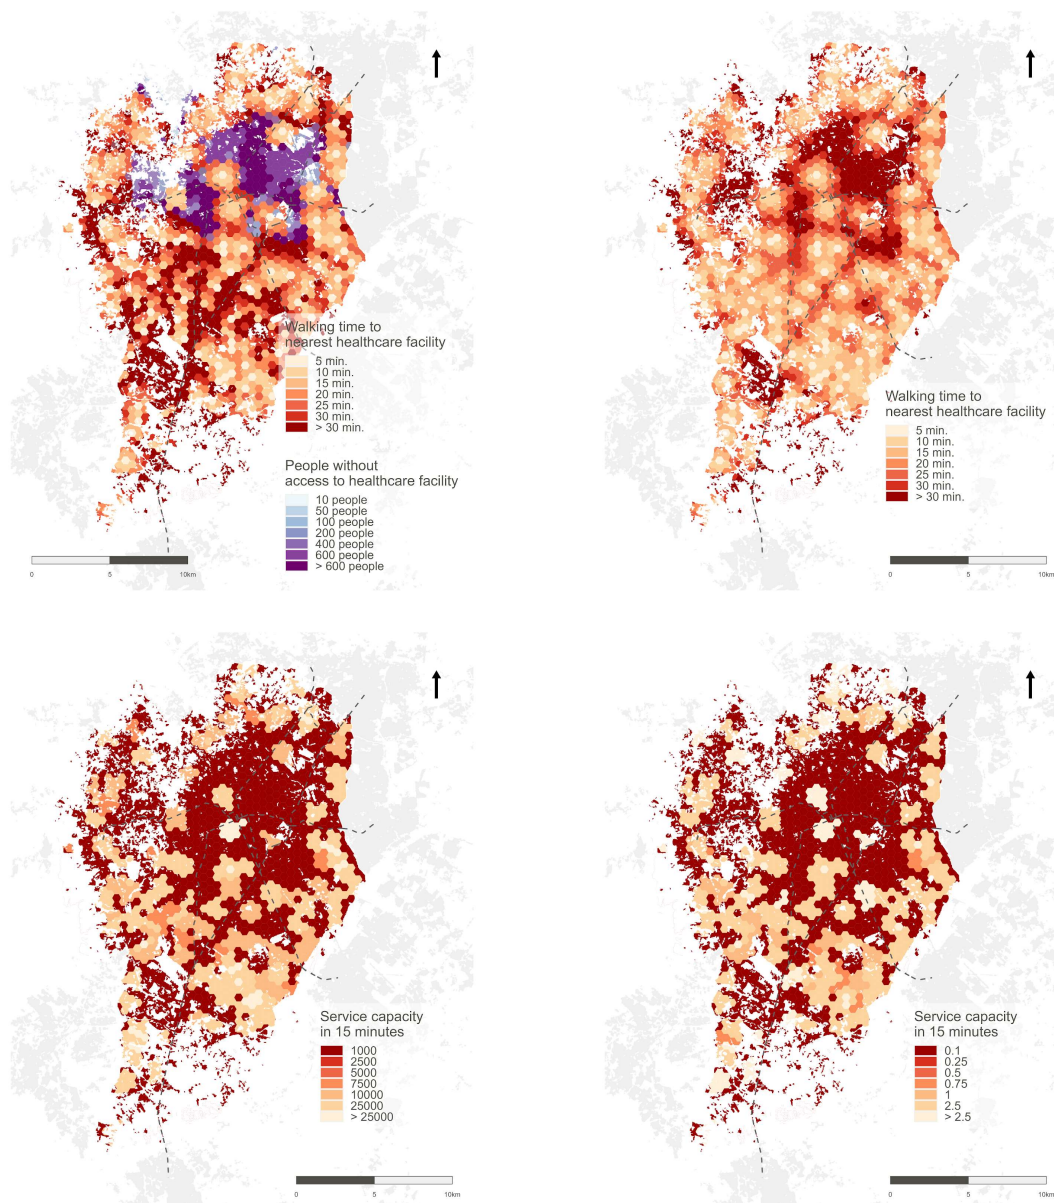 Walking time to
nearest healthcare facility
5 min.
10 min.
15 min.
20 min.
25 min.
30 min.
> 30 min.
People without
access to healthcare facility
10 people
50 people
100 people
200 people
400 people
600 people
> 600 people
0 5 10km
Walking time to
nearest healthcare facility
5 min.
10 min.
15 min.
20 min.
25 min.
30 min.
> 30 min.
0 5 10km
Service capacity
in 15 minutes
1000
2500
5000
7500
10000
25000
> 25000
0 5 10km
Service capacity
in 15 minutes
0.1
0.25
0.5
0.75
1
2.5
> 2.5
0 5 10km